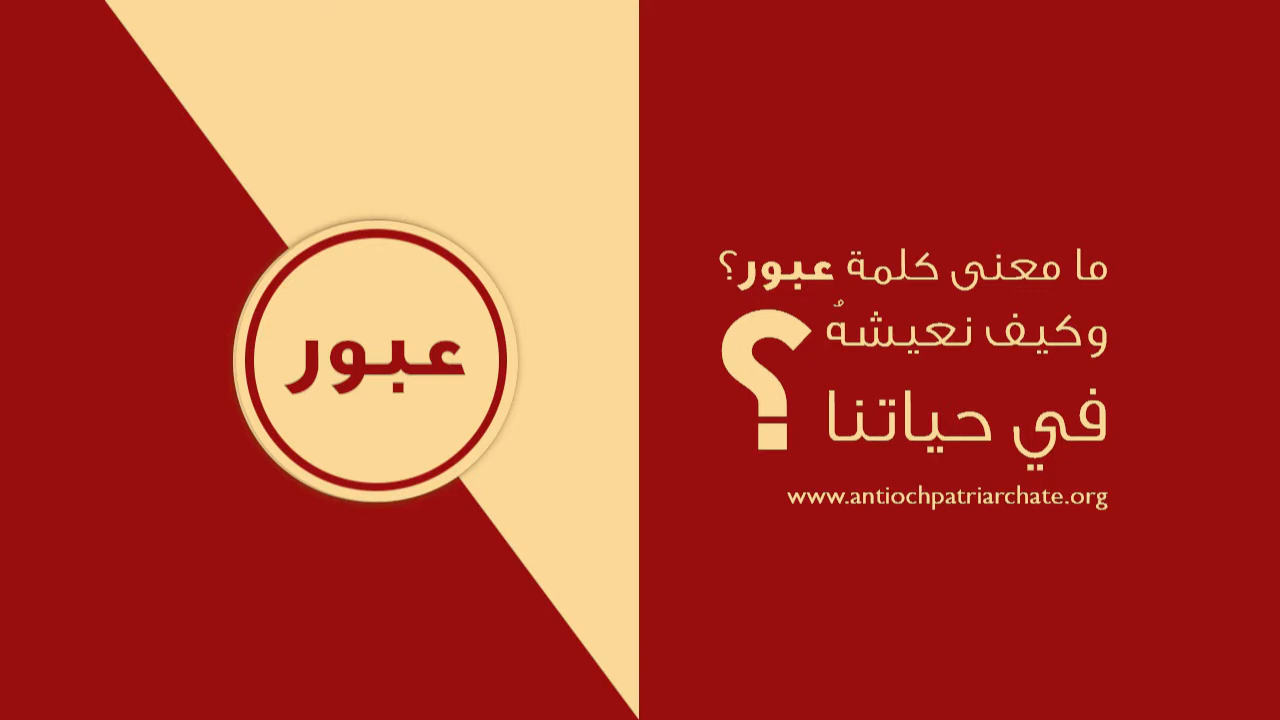 عبور
ما معنى كلمة عبور؟
وكيف نعيشهُ
في حياتنا؟
www.antiochpatriarchate.org